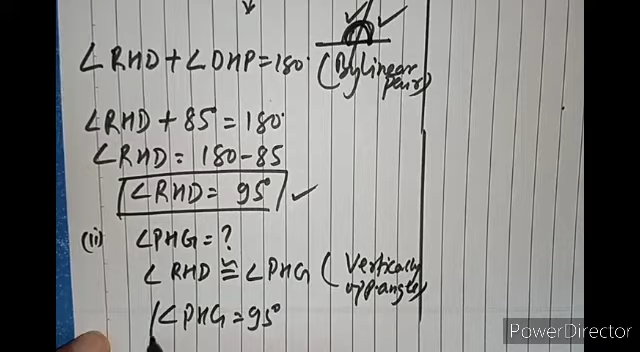 ∠RHD + ∠DHP = 180° (By linear pair)
∠RHD + 85° = 180°
∠RHD = 180 - 85
∠RHD = 95°
(ii) ∠PHG = ?
∠RHD ≅ ∠PHG (Vertically opp. angles)
∠PHG = 95°
PowerDirector